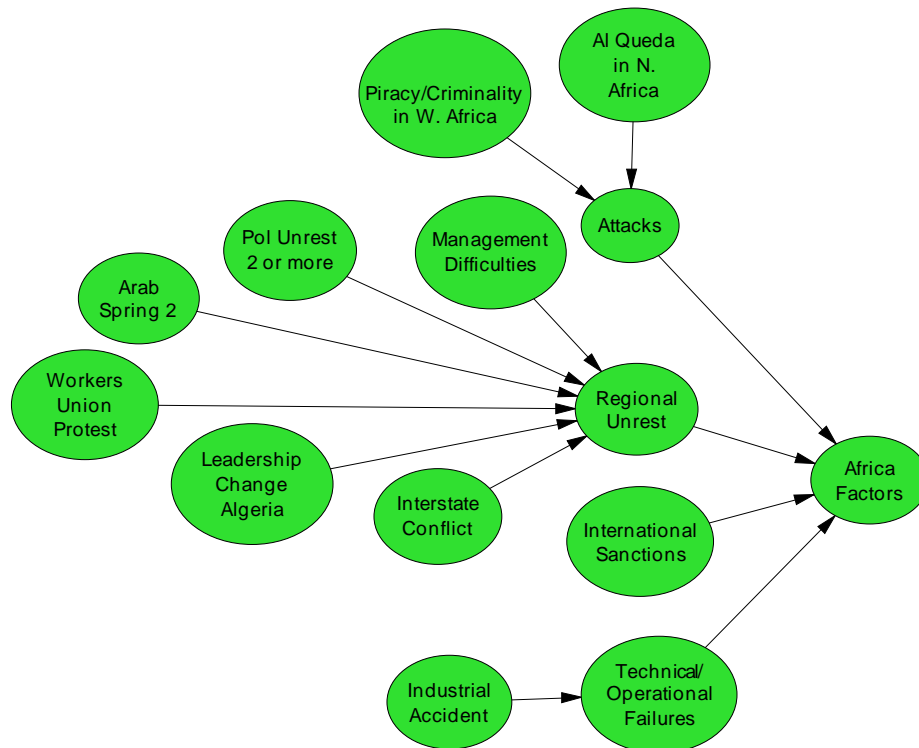 Al Queda
in N.
Africa
Piracy/Criminality
in W. Africa
Attacks
Pol Unrest
2 or more
Management
Difficulties
Arab
Spring 2
Workers
Union
Protest
Regional
Unrest
Leadership
Change
Algeria
Interstate
Conflict
Africa
Factors
International
Sanctions
Industrial
Accident
Technical/
Operational
Failures